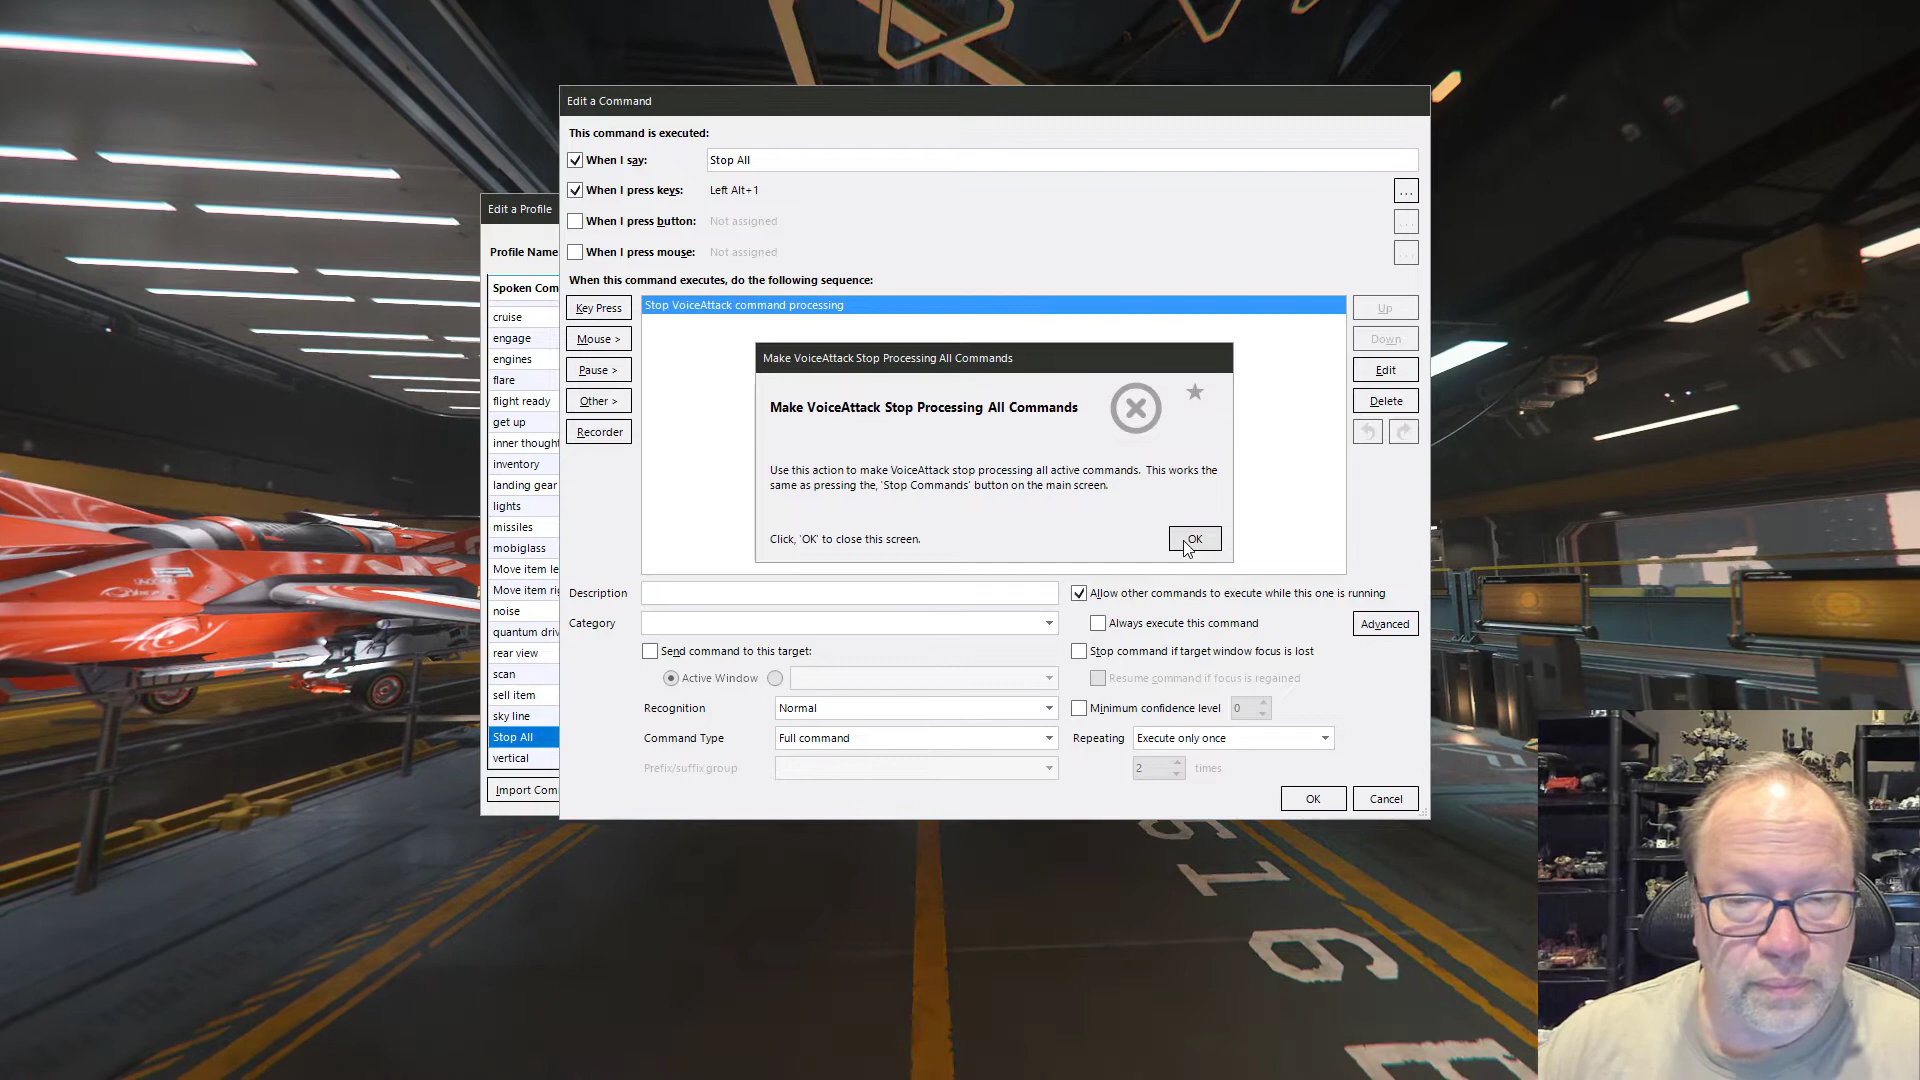 Edit a Command
This command is executed:
When I say: Stop All
When I press keys: Left Alt+1 ...
When I press button: Not assigned ...
When I press mouse: Not assigned ...
When this command executes, do the following sequence:
Key Press
Mouse >
Pause >
Other >
Recorder
Stop VoiceAttack command processing
Up
Down
Edit
Delete
Make VoiceAttack Stop Processing All Commands
Make VoiceAttack Stop Processing All Commands
Use this action to make VoiceAttack stop processing all active commands. This works the
same as pressing the, 'Stop Commands' button on the main screen.
Click, 'OK' to close this screen.
OK
Description
Category
Allow other commands to execute while this one is running
Always execute this command
Advanced
Send command to this target:
Active Window
Stop command if target window focus is lost
Resume command if focus is regained
Recognition Normal
Minimum confidence level 0
Command Type Full command
Repeating Execute only once
Prefix/suffix group
2 times
OK
Cancel
Edit a Profile
Profile Name
Spoken Com
cruise
engage
engines
flare
flight ready
get up
inner thought
inventory
landing gear
lights
missiles
mobiglass
Move item le
Move item ri
noise
quantum driv
rear view
scan
sell item
sky line
Stop All
vertical
Import Com